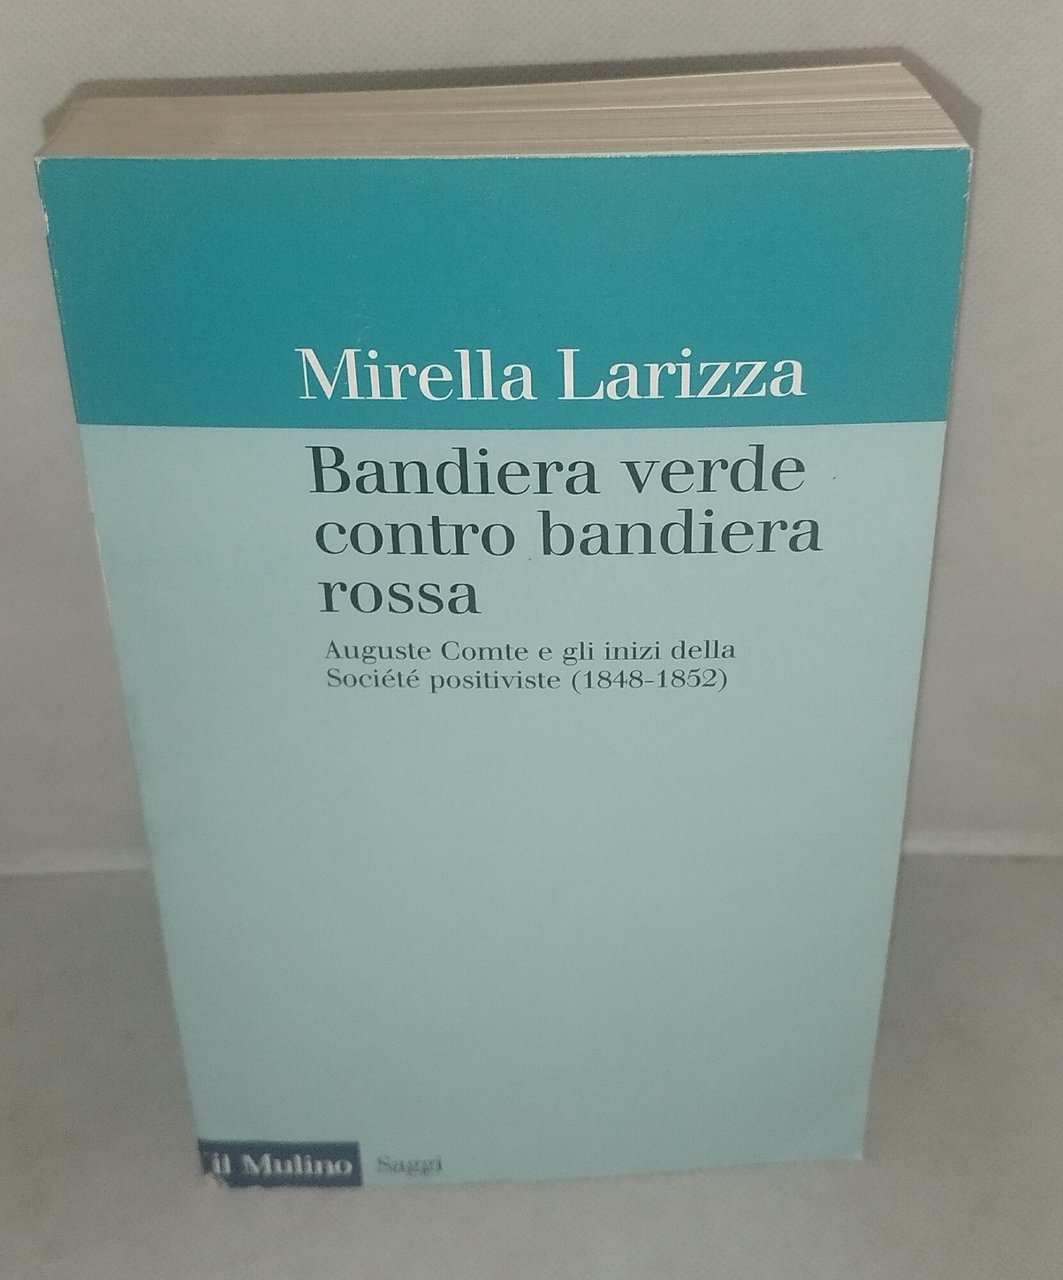 Mirella Larizza
Bandiera verde
contro bandiera
rossa
Auguste Comte e gli inizi della
Société positiviste (1848-1852)
il Mulino Saggi